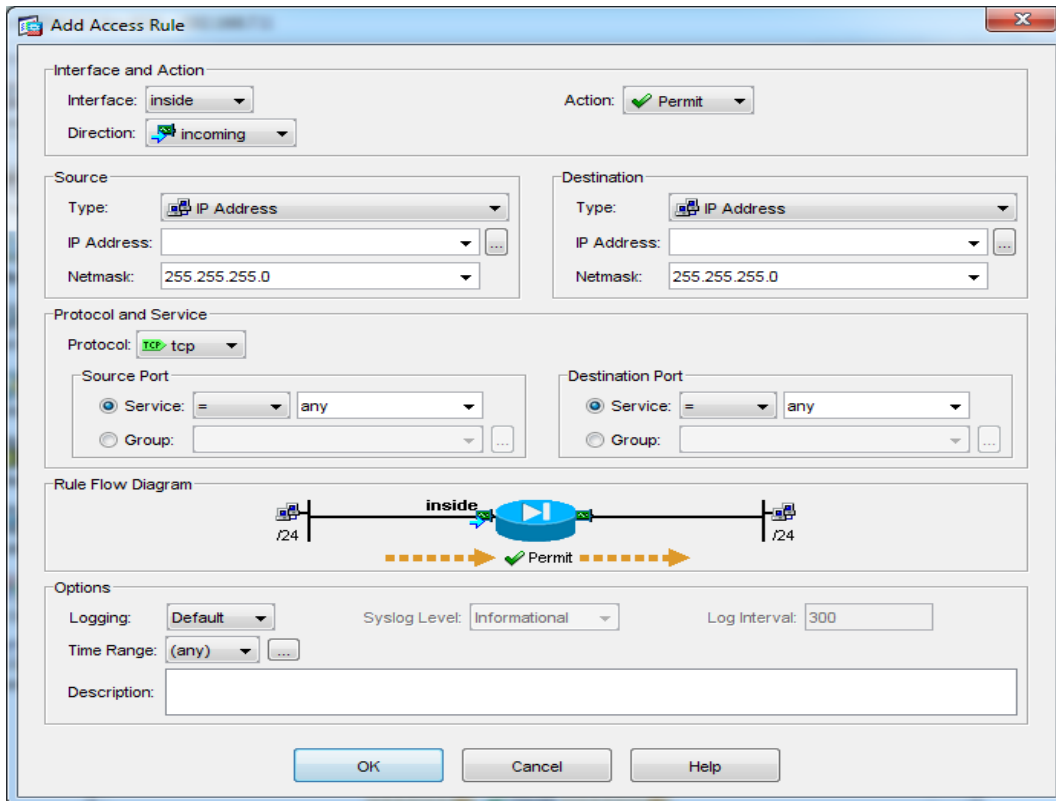 Add Access Rule
Interface and Action
Interface: inside
Action: Permit
Direction: incoming
Source
Type: IP Address
IP Address: ...
Netmask: 255.255.255.0
Destination
Type: IP Address
IP Address: ...
Netmask: 255.255.255.0
Protocol and Service
Protocol: TCP tcp
Source Port
Service: = any
Group: ...
Destination Port
Service: = any
Group: ...
Rule Flow Diagram
inside
/24
/24
Permit
Options
Logging: Default
Syslog Level: Informational
Log Interval: 300
Time Range: (any) ...
Description:
OK
Cancel
Help